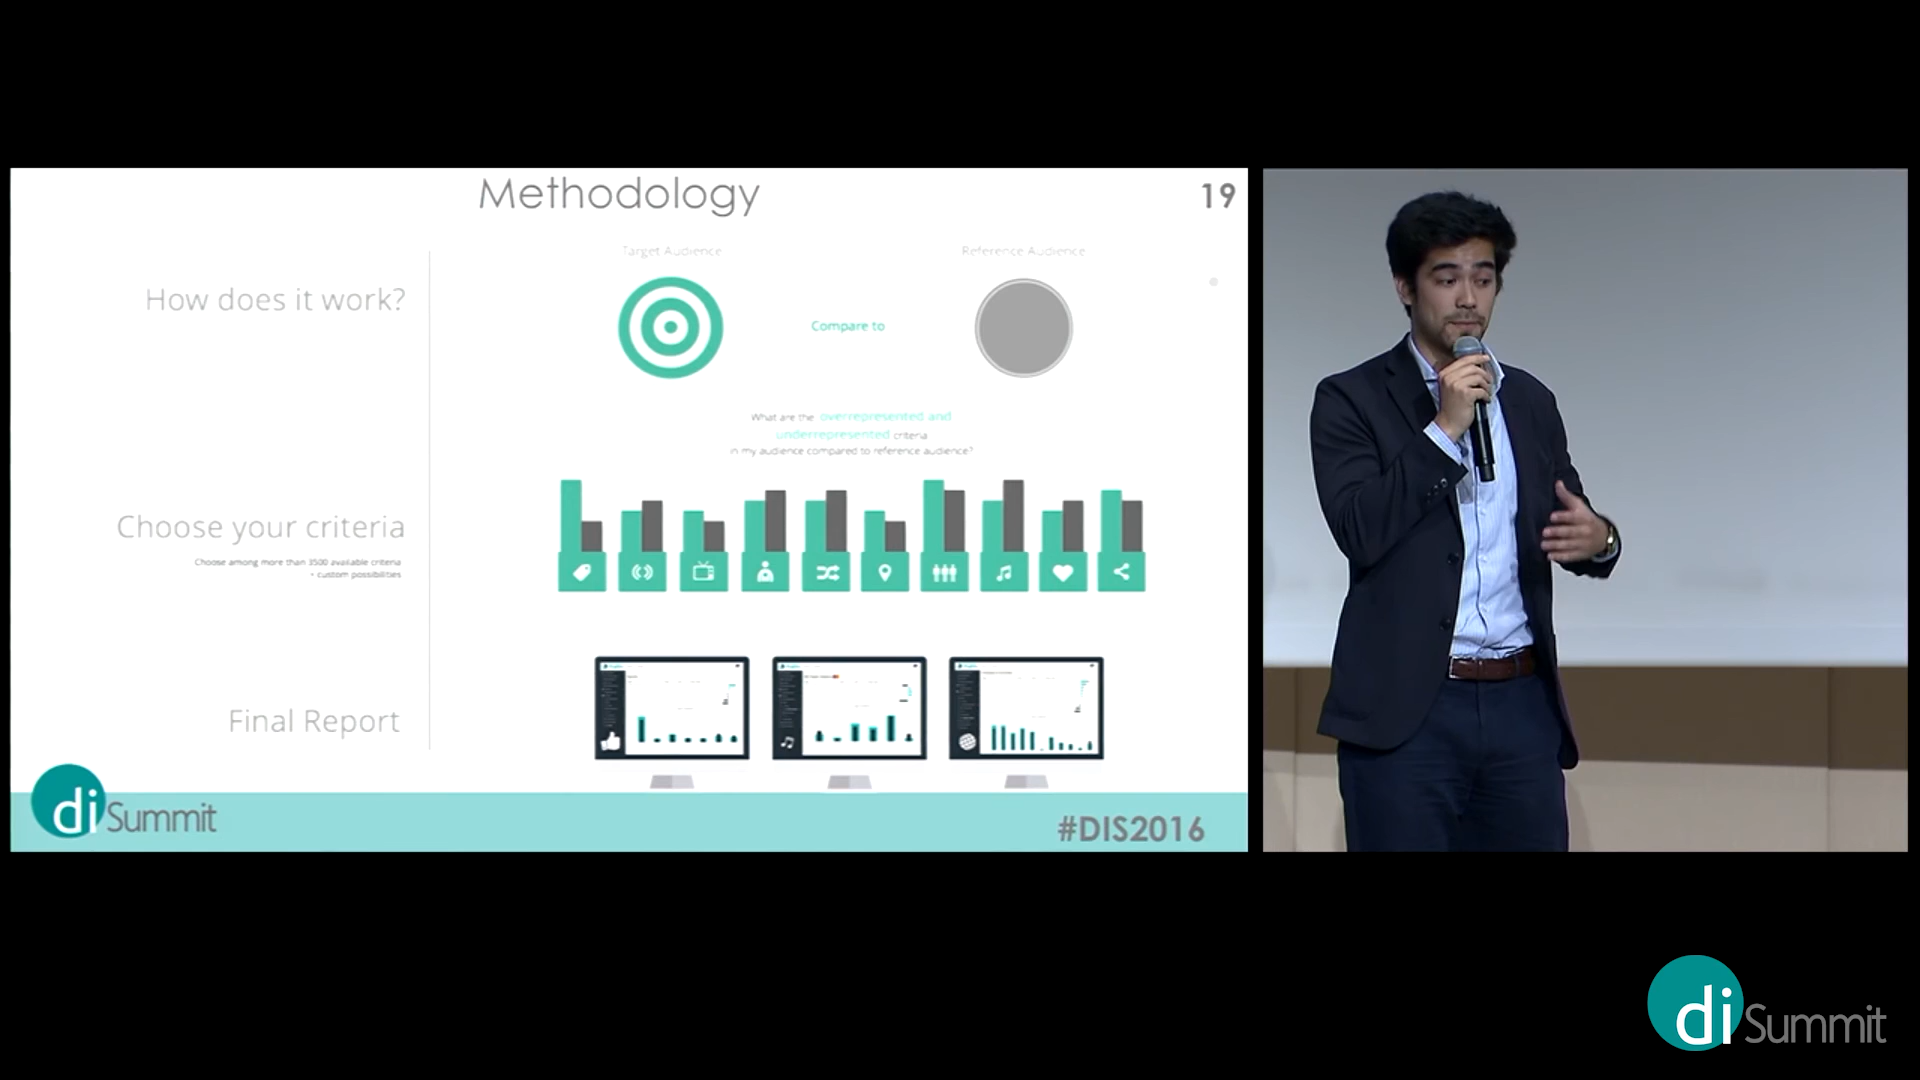 Methodology
19
Target Audience
Reference Audience
How does it work?
Compare to
What are the overrepresented and
underrepresented criteria
in my audience compared to reference audience?
Choose your criteria
Choose among more than 3500 available criteria
+ custom possibilities
Final Report
di Summit
#DIS2016
di Summit